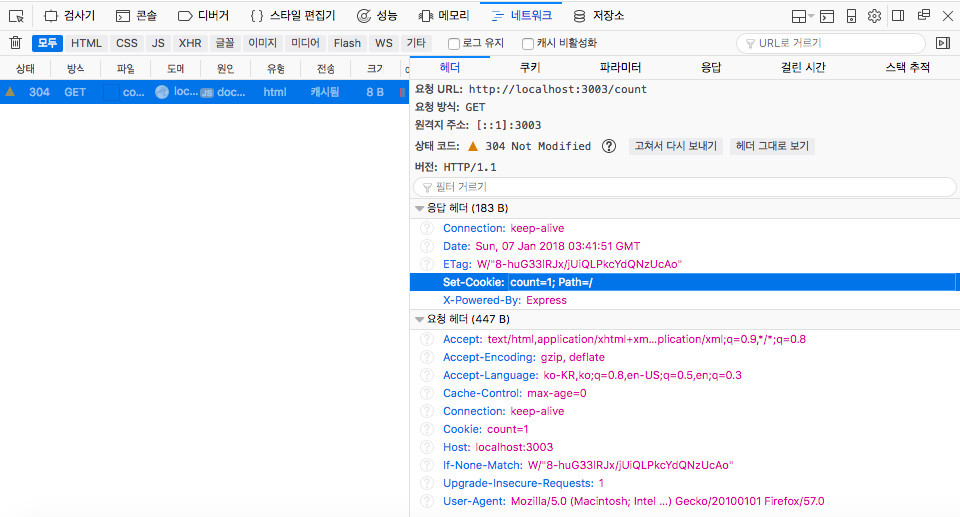 검사기 콘솔 디버거 {} 스타일 편집기 성능 메모리 네트워크 저장소
모두 HTML CSS JS XHR 글꼴 이미지 미디어 Flash WS 기타 로그 유지 캐시 비활성화 URL로 거르기
상태 방식 파일 도메 원인 유형 전송 크기 0
304 GET co... loc... JS doc... html 캐시됨 8 B
헤더 쿠키 파라미터 응답 걸린 시간 스택 추적
요청 URL: http://localhost:3003/count
요청 방식: GET
원격지 주소: [::1]:3003
상태 코드: 304 Not Modified ? 고쳐서 다시 보내기 헤더 그대로 보기
버전: HTTP/1.1
필터 거르기
응답 헤더 (183 B)
? Connection: keep-alive
? Date: Sun, 07 Jan 2018 03:41:51 GMT
? ETag: W/"8-huG33lRJx/jUiQLPkcYdQNzUcAo"
Set-Cookie: count=1; Path=/
X-Powered-By: Express
요청 헤더 (447 B)
? Accept: text/html,application/xhtml+xm...plication/xml;q=0.9,*/*;q=0.8
? Accept-Encoding: gzip, deflate
? Accept-Language: ko-KR,ko;q=0.8,en-US;q=0.5,en;q=0.3
? Cache-Control: max-age=0
? Connection: keep-alive
? Cookie: count=1
? Host: localhost:3003
? If-None-Match: W/"8-huG33lRJx/jUiQLPkcYdQNzUcAo"
? Upgrade-Insecure-Requests: 1
? User-Agent: Mozilla/5.0 (Macintosh; Intel ...) Gecko/20100101 Firefox/57.0